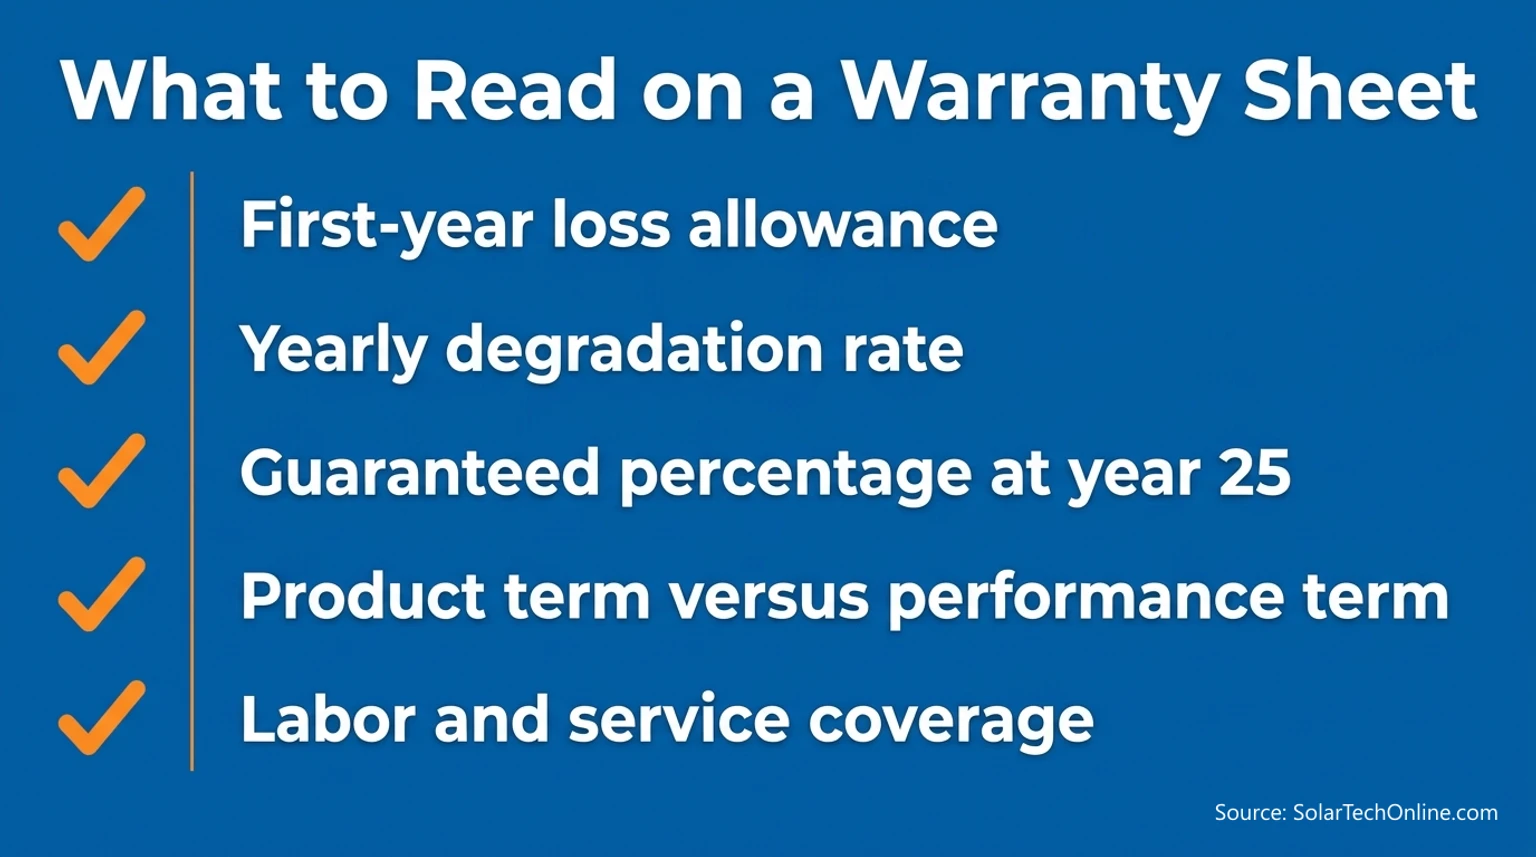 What to Read on a Warranty Sheet
First-year loss allowance
Yearly degradation rate
Guaranteed percentage at year 25
Product term versus performance term
Labor and service coverage
Source: SolarTechOnline.com